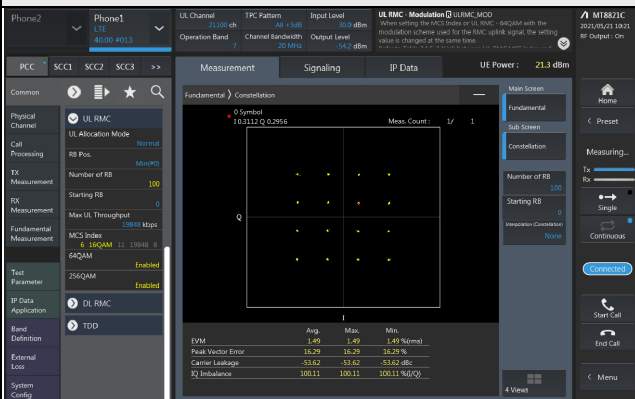 Phone2
Phone1
LTE
40.00 #013
UL Channel
21100 ch
TPC Pattern
All +3dB
Input Level
30.0 dBm
Operation Band
7
Channel Bandwidth
20 MHz
Output Level
-54.2 dBm
UL RMC - Modulation ULRMC_MOD
When setting the MCS Index or UL RMC - 64QAM with the
modulation scheme used for the RMC uplink signal, the setting
value is changed at the same time.
MT8821C
2021/05/21 10:21
RF Output : On
PCC
SCC1
SCC2
SCC3
>>
Measurement
Signaling
IP Data
UE Power :
21.3 dBm
Common
Physical
Channel
Call
Processing
TX
Measurement
RX
Measurement
Fundamental
Measurement
Test
Parameter
IP Data
Application
Band
Definition
External
Loss
System
Config
UL RMC
UL Allocation Mode
Normal
RB Pos.
Min(#0)
Number of RB
100
Starting RB
0
Max UL Throughput
19848 kbps
MCS Index
6 16QAM 11 19848 8
64QAM
Enabled
256QAM
Enabled
DL RMC
TDD
Fundamental > Constellation
0 Symbol
I 0.3112 Q 0.2956
Meas. Count : 1/ 1
Q
I
Avg. Max. Min.
EVM 1.49 1.49 1.49 %(rms)
Peak Vector Error 16.29 16.29 16.29 %
Carrier Leakage -53.62 -53.62 -53.62 dBc
IQ Imbalance 100.11 100.11 100.11 %(I/Q)
Main Screen
Fundamental
Sub Screen
Constellation
Number of RB
100
Starting RB
0
Interpolation (Constellation)
None
4 Views
Home
< Preset
Measuring...
Tx
Rx
Single
Continuous
Connected
Start Call
End Call
< Menu